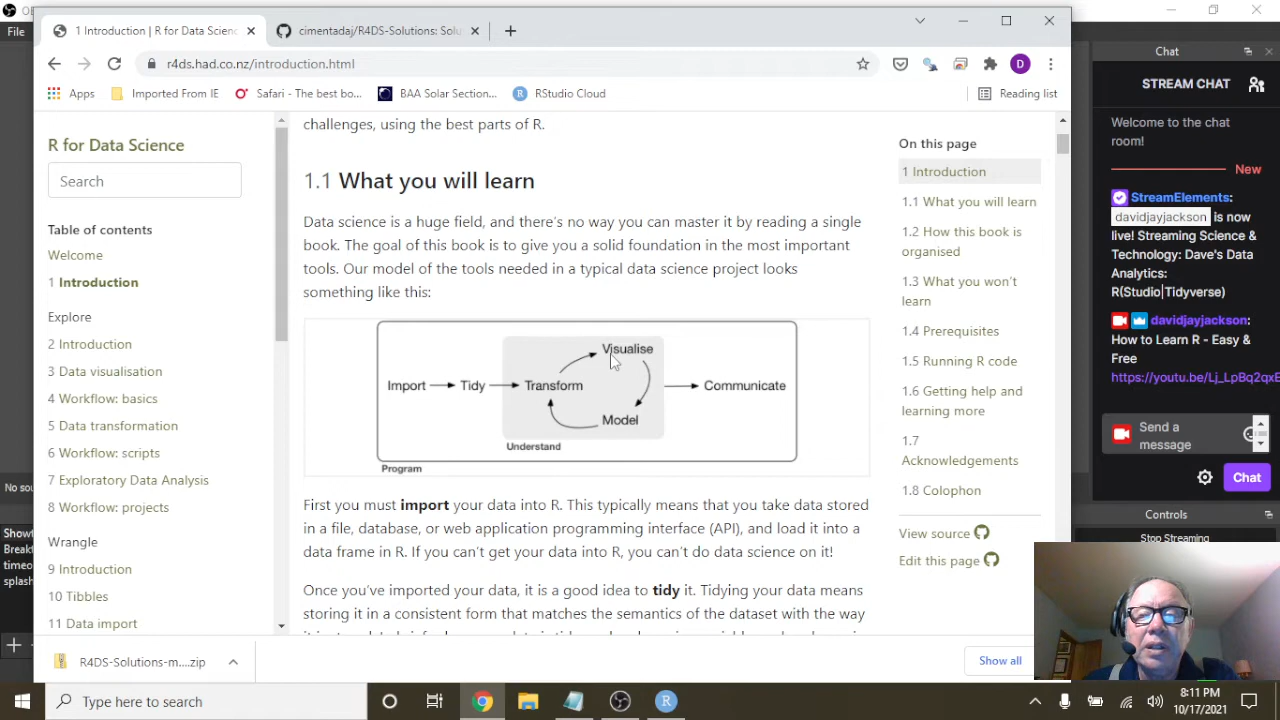 File
1 Introduction | R for Data Scienc
cimentadaj/R4DS-Solutions: Solu
r4ds.had.co.nz/introduction.html
Apps
Imported From IE
Safari - The best bo...
BAA Solar Section...
RStudio Cloud
Reading list
R for Data Science
Search
Table of contents
Welcome
1 Introduction
Explore
2 Introduction
3 Data visualisation
4 Workflow: basics
5 Data transformation
6 Workflow: scripts
7 Exploratory Data Analysis
8 Workflow: projects
Wrangle
9 Introduction
10 Tibbles
11 Data import
challenges, using the best parts of R.
1.1 What you will learn
Data science is a huge field, and there's no way you can master it by reading a single
book. The goal of this book is to give you a solid foundation in the most important
tools. Our model of the tools needed in a typical data science project looks
something like this:
Import
Tidy
Transform
Visualise
Model
Communicate
Understand
Program
First you must import your data into R. This typically means that you take data stored
in a file, database, or web application programming interface (API), and load it into a
data frame in R. If you can't get your data into R, you can't do data science on it!
Once you've imported your data, it is a good idea to tidy it. Tidying your data means
storing it in a consistent form that matches the semantics of the dataset with the way
On this page
1 Introduction
1.1 What you will learn
1.2 How this book is
organised
1.3 What you won't
learn
1.4 Prerequisites
1.5 Running R code
1.6 Getting help and
learning more
1.7
Acknowledgements
1.8 Colophon
View source
Edit this page
Chat
STREAM CHAT
Welcome to the chat
room!
New
StreamElements:
davidjayjackson is now
live! Streaming Science &
Technology: Dave's Data
Analytics:
R(Studio|Tidyverse)
davidjayjackson:
How to Learn R - Easy &
Free
https://youtu.be/Lj_LpBq2qxE
Send a
message
Chat
Controls
Stop Streaming
No sou
Show!
Breakt
splash
R4DS-Solutions-m....zip
Show all
Type here to search
8:11 PM
10/17/2021